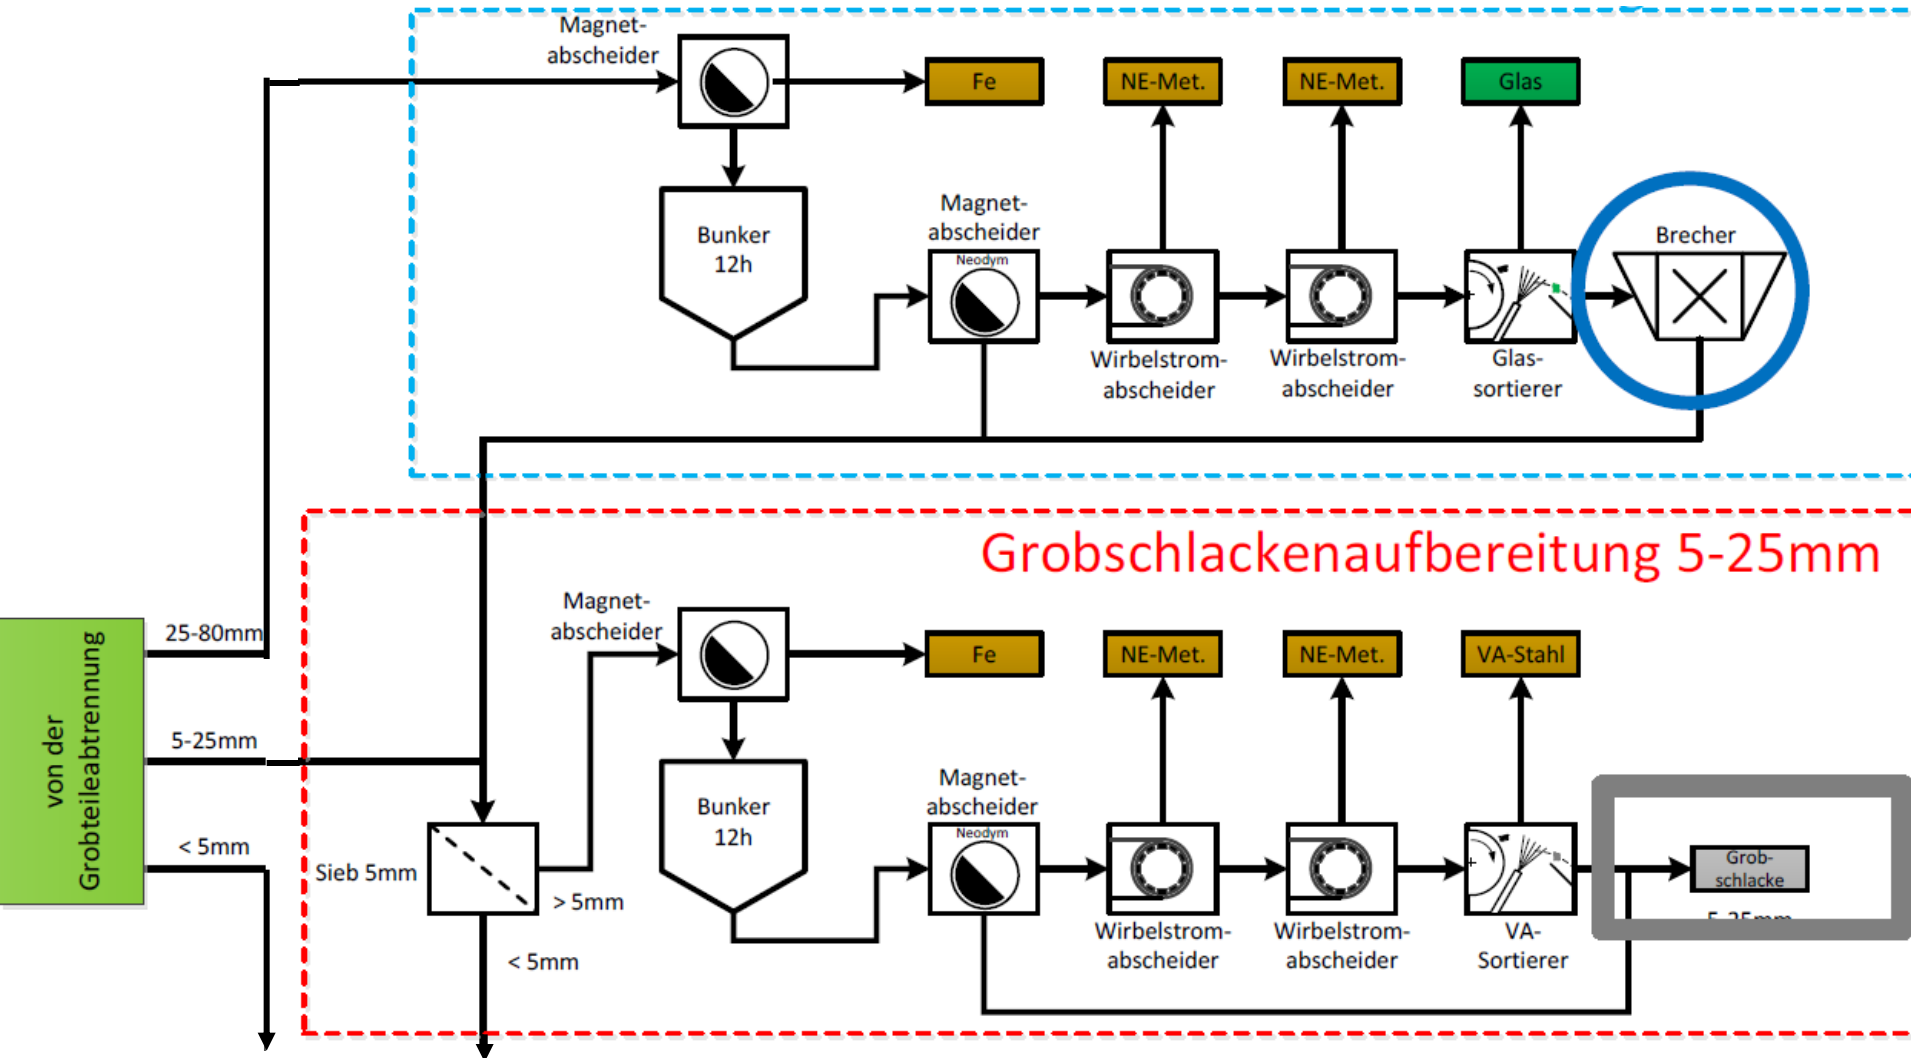 Magnet-
abscheider
Fe
NE-Met.
NE-Met.
Glas
Bunker
12h
Magnet-
abscheider
Neodym
Wirbelstrom-
abscheider
Wirbelstrom-
abscheider
Glas-
sortierer
Brecher
Grobschlackenaufbereitung 5-25mm
von der
Grobteileabtrennung
25-80mm
5-25mm
< 5mm
Sieb 5mm
> 5mm
< 5mm
Magnet-
abscheider
Fe
NE-Met.
NE-Met.
VA-Stahl
Bunker
12h
Magnet-
abscheider
Neodym
Wirbelstrom-
abscheider
Wirbelstrom-
abscheider
VA-
Sortierer
Grob-
schlacke
5-25mm